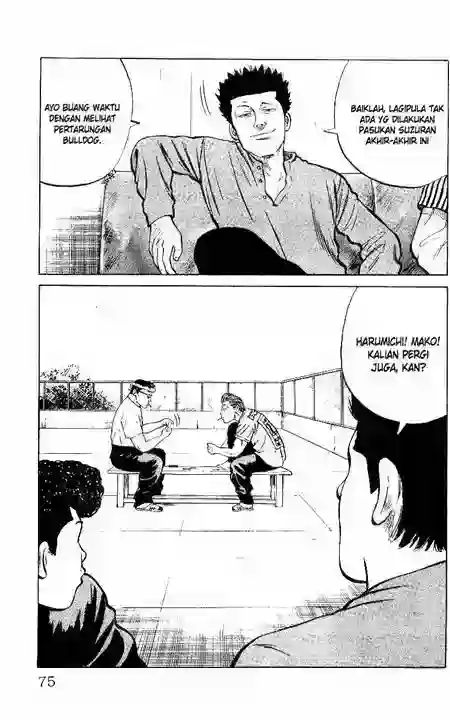 BAIKLAH, LAGIPULA TAK
ADA YG DILAKUKAN
PASUKAN SUZURAN
AKHIR-AKHIR INI
AYO BUANG WAKTU
DENGAN MELIHAT
PERTARUNGAN
BULLDOG.
HARUMICHI! MAKO!
KALIAN PERGI
JUGA, KAN?
75